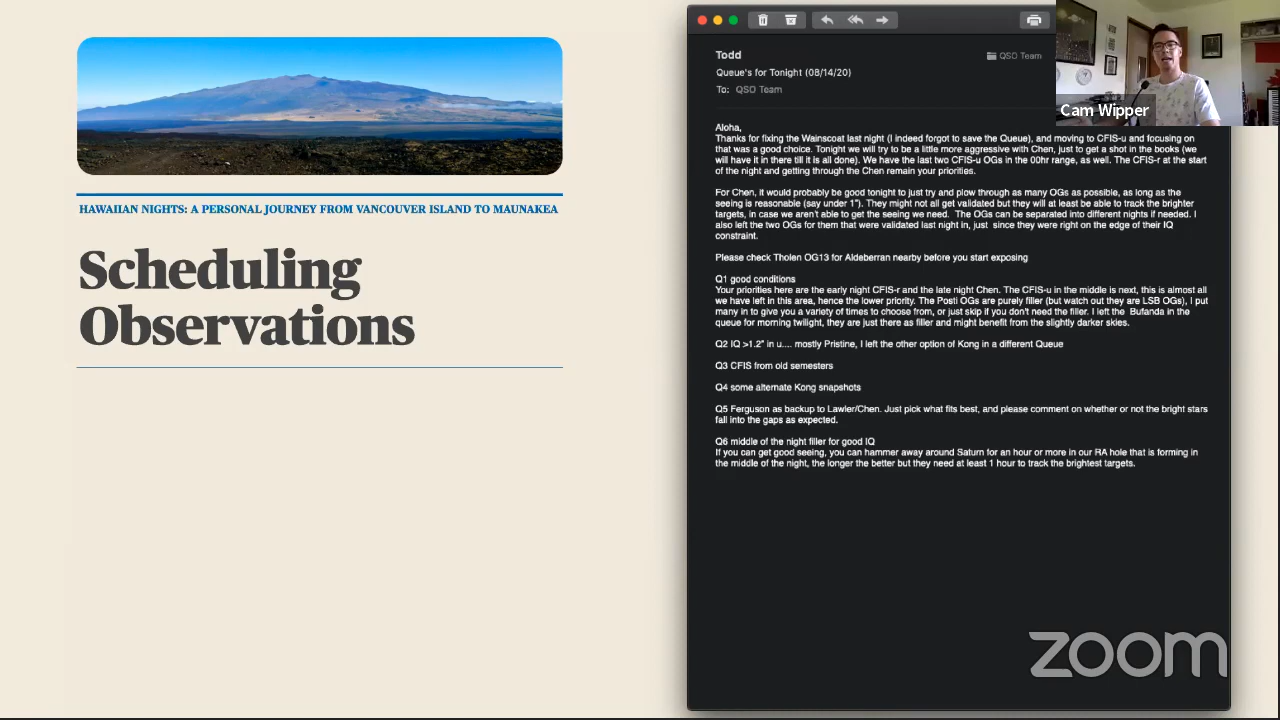 HAWAIIAN NIGHTS: A PERSONAL JOURNEY FROM VANCOUVER ISLAND TO MAUNAKEA
Scheduling
Observations
Todd
QSO Team
Queue's for Tonight (08/14/20)
To: QSO Team
Aloha,
Thanks for fixing the Wainscoat last night (I indeed forgot to save the Queue), and moving to CFIS-u and focusing on
that was a good choice. Tonight we will try to be a little more aggressive with Chen, just to get a shot in the books (we
will have it in there till it is all done). We have the last two CFIS-u OGs in the 00hr range, as well. The CFIS-r at the start
of the night and getting through the Chen remain your priorities.
For Chen, it would probably be good tonight to just try and plow through as many OGs as possible, as long as the
seeing is reasonable (say under 1"). They might not all get validated but they will at least be able to track the brighter
targets, in case we aren't able to get the seeing we need. The OGs can be separated into different nights if needed. I
also left the two OGs for them that were validated last night in, just since they were right on the edge of their IQ
constraint.
Please check Tholen OG13 for Aldeberran nearby before you start exposing
Q1 good conditions
Your priorities here are the early night CFIS-r and the late night Chen. The CFIS-u in the middle is next, this is almost all
we have left in this area, hence the lower priority. The Posti OGs are purely filler (but watch out they are LSB OGs), I put
many in to give you a variety of times to choose from, or just skip if you don't need the filler. I left the Bufanda in the
queue for morning twilight, they are just there as filler and might benefit from the slightly darker skies.
Q2 IQ >1.2" in u.... mostly Pristine, I left the other option of Kong in a different Queue
Q3 CFIS from old semesters
Q4 some alternate Kong snapshots
Q5 Ferguson as backup to Lawler/Chen. Just pick what fits best, and please comment on whether or not the bright stars
fall into the gaps as expected.
Q6 middle of the night filler for good IQ
If you can get good seeing, you can hammer away around Saturn for an hour or more in our RA hole that is forming in
the middle of the night, the longer the better but they need at least 1 hour to track the brightest targets.
Cam Wipper
zoom